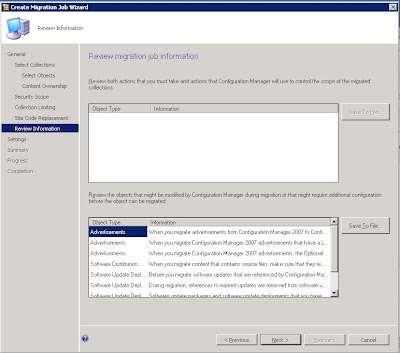 Create Migration Job Wizard
Review Information
General
Select Collections
Select Objects
Content Ownership
Security Scope
Collection Limiting
Site Code Replacement
Review Information
Settings
Summary
Progress
Completion
Review migration job information
Review both actions that you must take and actions that Configuration Manager will use to control the scope of the migrated
collections.
Object Type Information
Save To File...
Review the objects that might be modified by Configuration Manager during migration or that might require additional configuration
before the object can be migrated.
Object Type Information
Save To File...
Advertisements When you migrate advertisements from Configuration Manager 2007 to Confi...
Advertisements When you migrate Configuration Manager 2007 advertisements that have a L...
Advertisements When you migrate Configuration Manager 2007 advertisements, the Optional...
Software Distribution ... When you migrate content that contains source files, make sure that they re...
Software Update Depl... Before you migrate software updates that are referenced by Configuration Ma...
Software Update Depl... During migration, references to expired updates are removed from software u...
Software Update Depl... Software update packages and software update deployments that you have
< Previous
Next >
Summary
Cancel